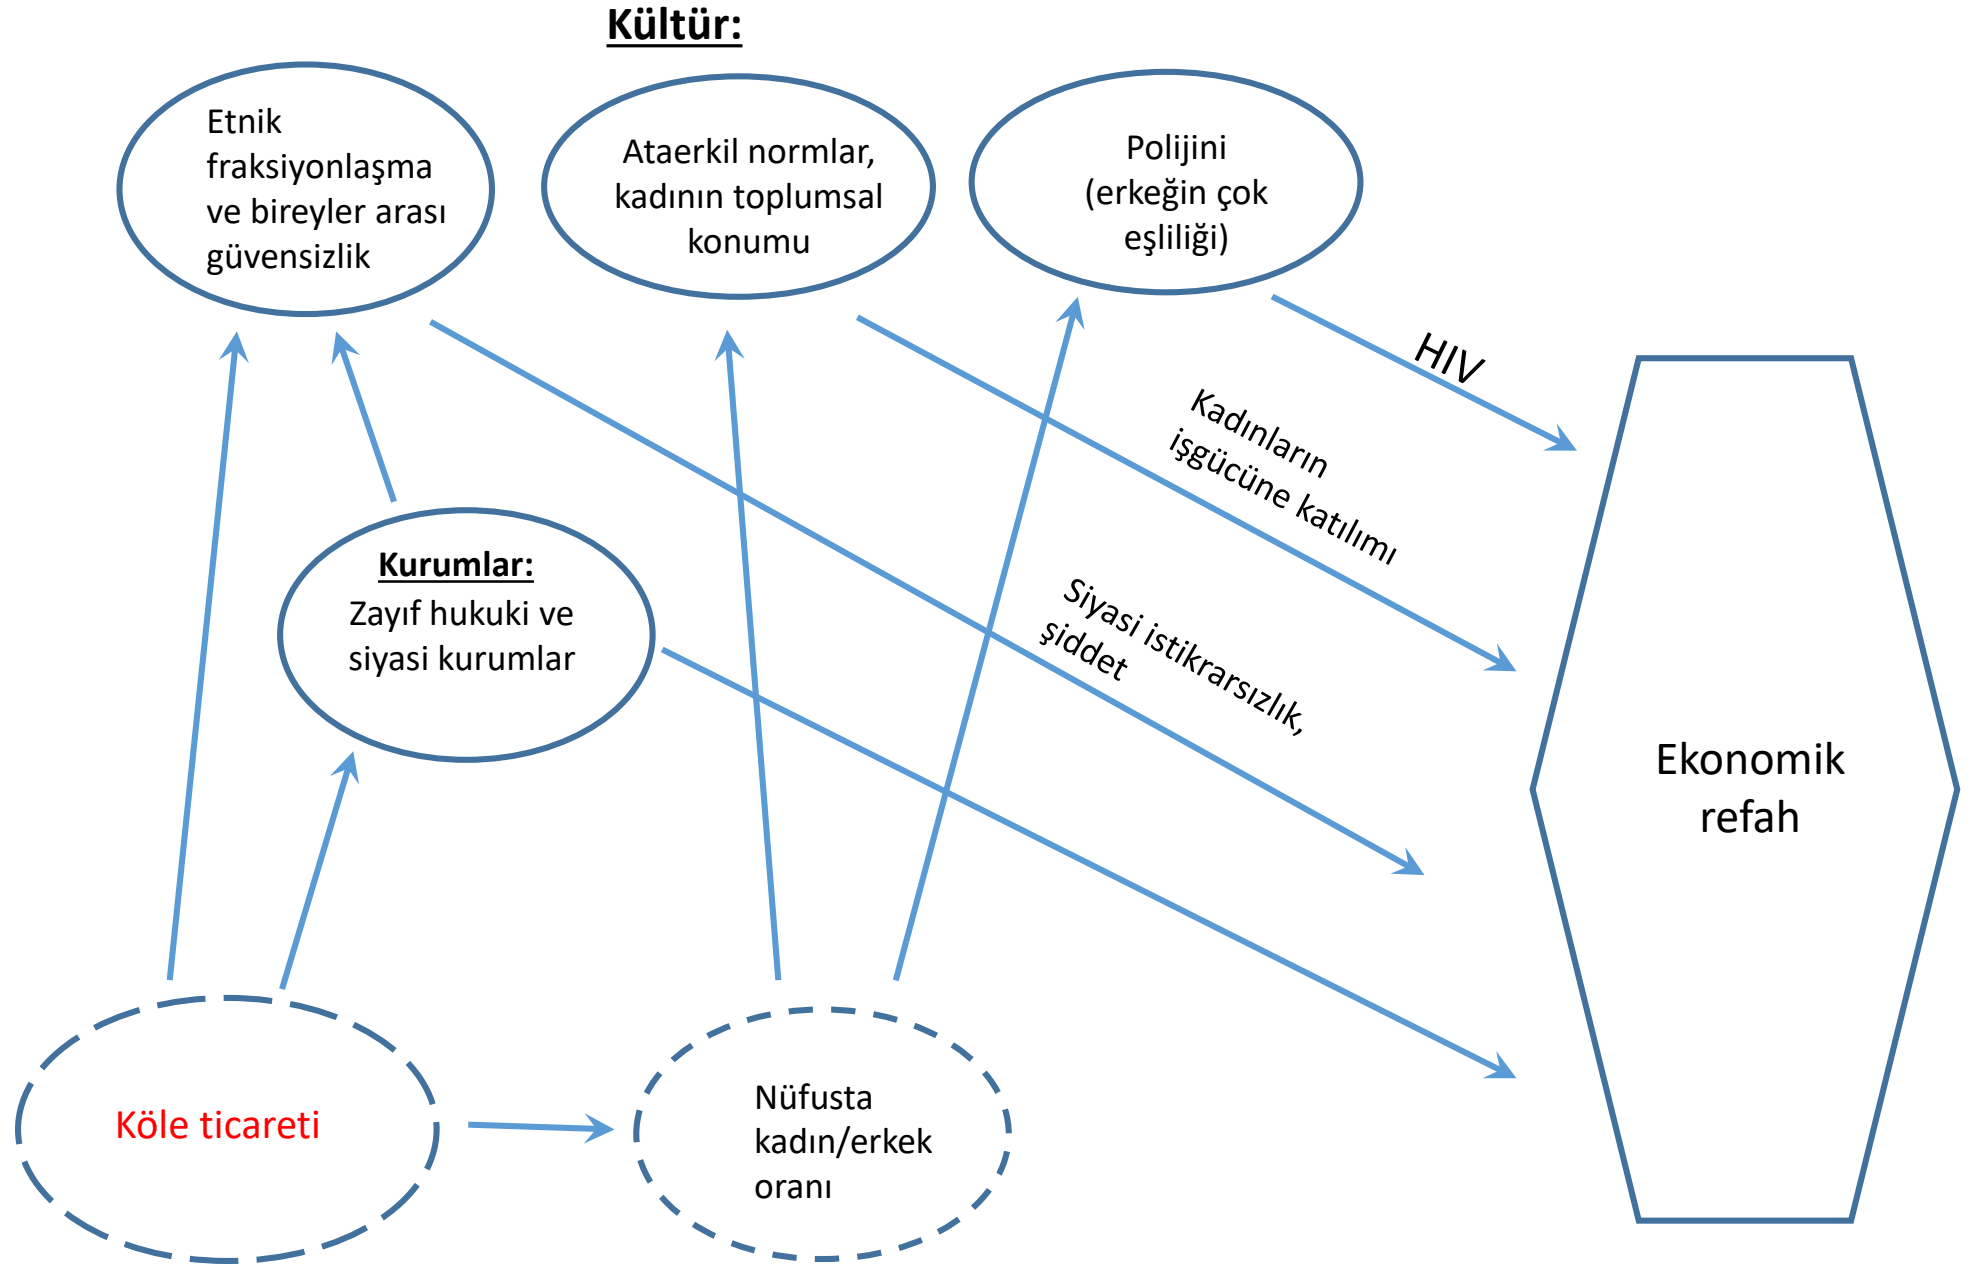 Kültür:
Etnik
fraksiyonlaşma
ve bireyler arası
güvensizlik
Ataerkil normlar,
kadının toplumsal
konumu
Polijini
(erkeğin çok
eşliliği)
HIV
Kadınların
işgücüne katılımı
Siyasi istikrarsızlık,
şiddet
Kurumlar:
Zayıf hukuki ve
siyasi kurumlar
Ekonomik
refah
Köle ticareti
Nüfusta
kadın/erkek
oranı